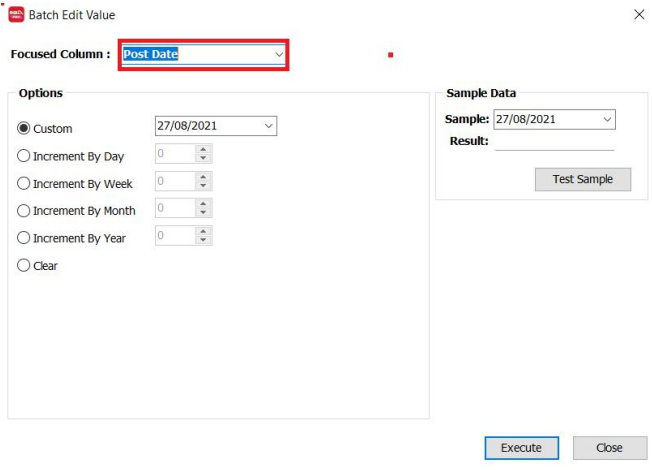 Batch Edit Value
Focused Column : Post Date
Options
Custom 27/08/2021
Increment By Day 0
Increment By Week 0
Increment By Month 0
Increment By Year 0
Clear
Sample Data
Sample: 27/08/2021
Result:
Test Sample
Execute Close